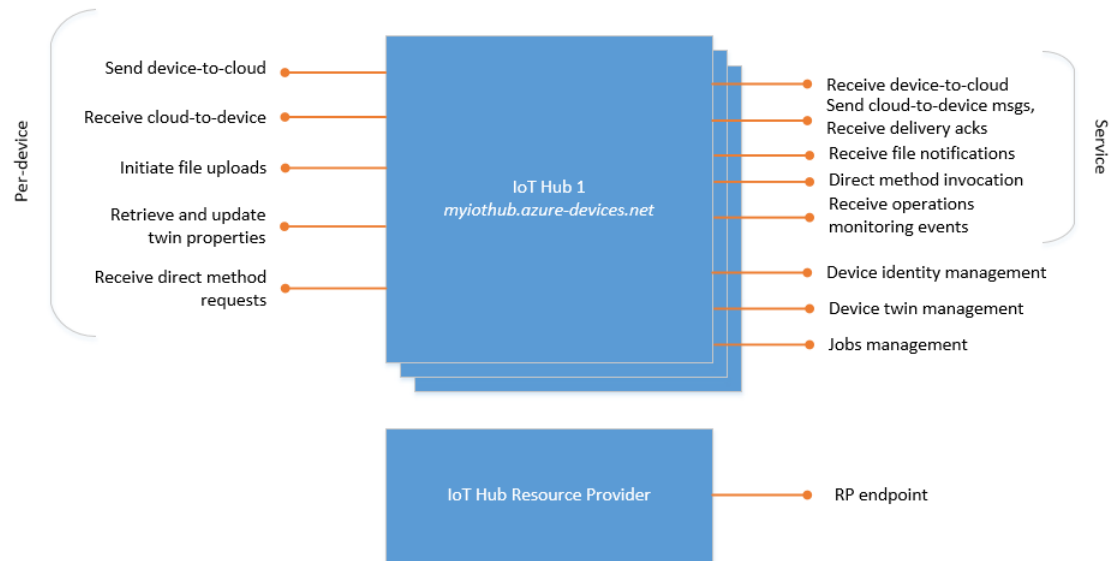 Per-device
Send device-to-cloud
Receive cloud-to-device
Initiate file uploads
Retrieve and update
twin properties
Receive direct method
requests
IoT Hub 1
myiothub.azure-devices.net
Receive device-to-cloud
Send cloud-to-device msgs,
Receive delivery acks
Receive file notifications
Direct method invocation
Receive operations
monitoring events
Service
Device identity management
Device twin management
Jobs management
IoT Hub Resource Provider
RP endpoint